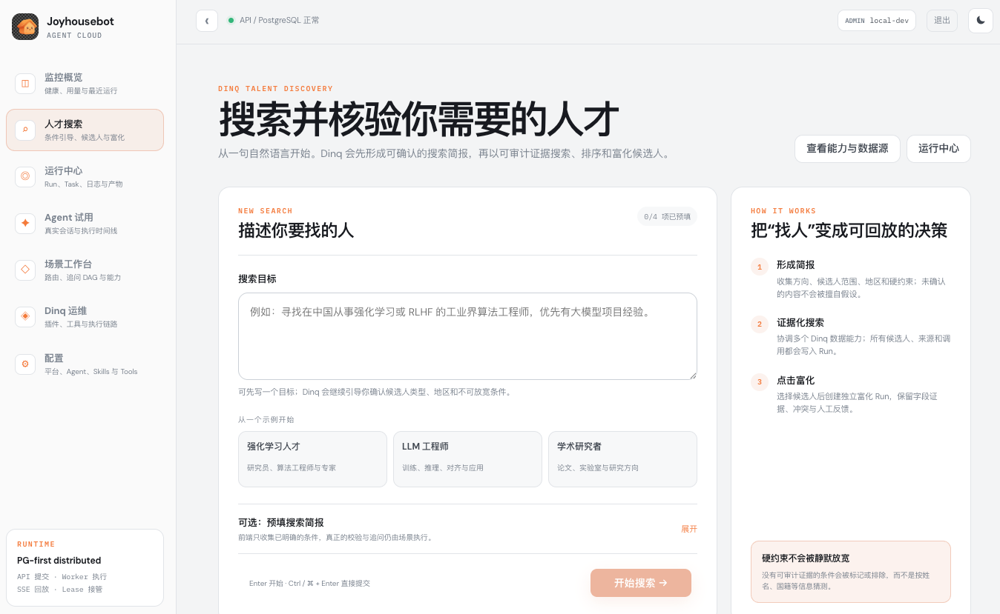 Joyhousebot
AGENT CLOUD
监控概览
健康、用量与最近运行
人才搜索
条件引导、候选人与富化
运行中心
Run、Task、日志与产物
Agent 试用
真实会话与执行时间线
场景工作台
路由、追问 DAG 与能力
Dinq 运维
插件、工具与执行链路
配置
平台、Agent、Skills 与 Tools
RUNTIME
PG-first distributed
API 提交 · Worker 执行
SSE 回放 · Lease 接管
API / PostgreSQL 正常
ADMIN local-dev
退出
DINQ TALENT DISCOVERY
搜索并核验你需要的人才
从一句自然语言开始。Dinq 会先形成可确认的搜索简报，再以可审计证据搜索、排序和富化候选人。
查看能力与数据源
运行中心
NEW SEARCH
描述你要找的人
0/4 项已预填
搜索目标
例如：寻找在中国从事强化学习或 RLHF 的工业界算法工程师，优先有大模型项目经验。
可先写一个目标；Dinq 会继续引导你确认候选人类型、地区和不可放宽条件。
从一个示例开始
强化学习人才
研究员、算法工程师与专家
LLM 工程师
训练、推理、对齐与应用
学术研究者
论文、实验室与研究方向
可选：预填搜索简报
前端只收集已明确的条件，真正的校验与追问仍由场景执行。
展开
Enter 开始 · Ctrl / ⌘ + Enter 直接提交
开始搜索 →
HOW IT WORKS
把“找人”变成可回放的决策
1
形成简报
收集方向、候选人范围、地区和硬约束；未确认
的内容不会被擅自假设。
2
证据化搜索
协调多个 Dinq 数据能力；所有候选人、来源和调
用都会写入 Run。
3
点击富化
选择候选人后创建独立富化 Run，保留字段证
据、冲突与人工反馈。
硬约束不会被静默放宽
没有可审计证据的条件会被标记或排除，而不是按姓
名、国籍等信息猜测。